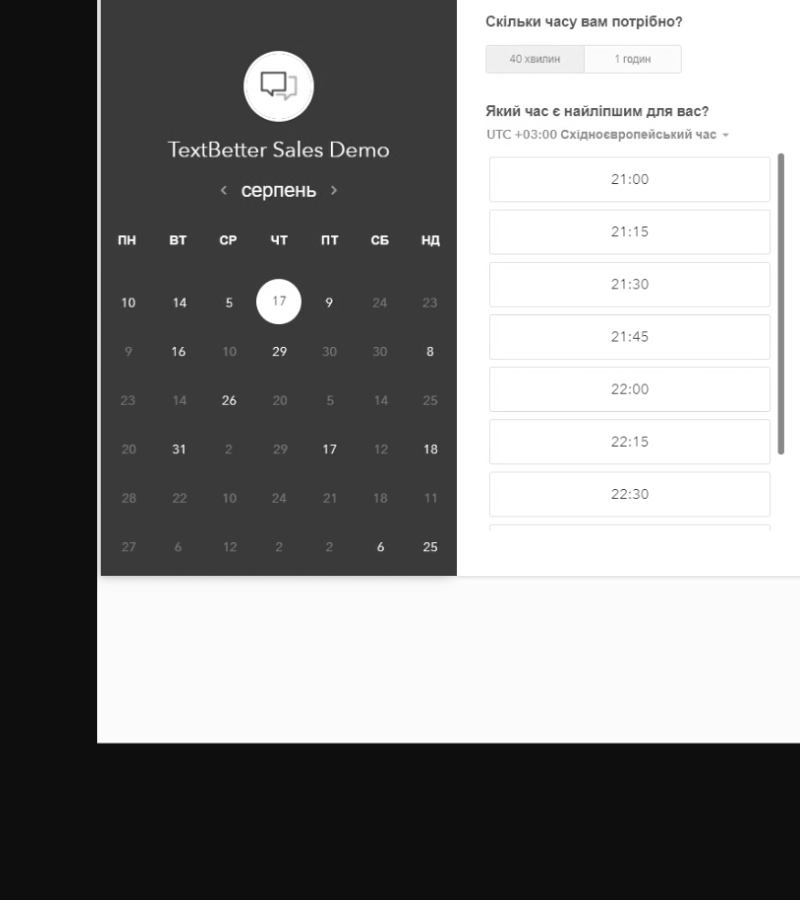 TextBetter Sales Demo
серпень
ПН ВТ СР ЧТ ПТ СБ НД
10 14 5 17 9 24 23
9 16 10 29 30 30 8
23 14 26 20 5 14 25
20 31 2 29 17 12 18
28 22 10 24 21 18 11
27 6 12 2 2 6 25
Скільки часу вам потрібно?
40 хвилин 1 годин
Який час є найліпшим для вас?
UTC +03:00 Східноєвропейський час
21:00
21:15
21:30
21:45
22:00
22:15
22:30